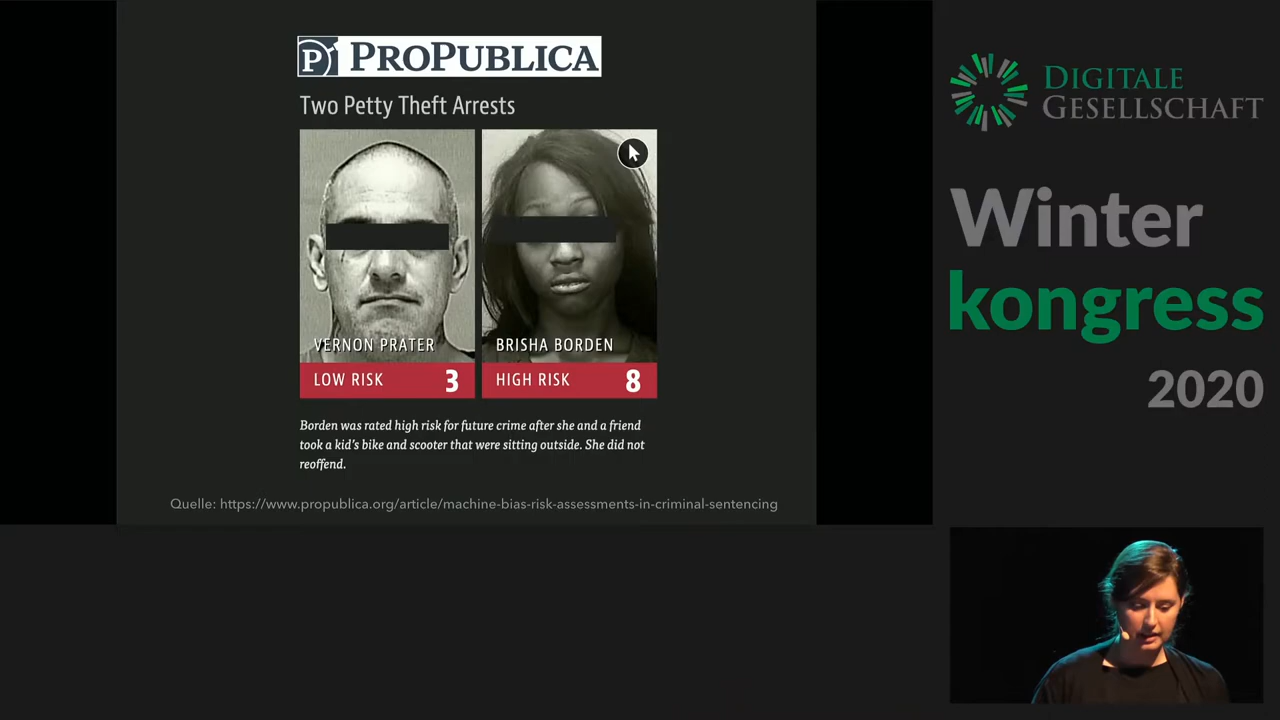 PROPUBLICA
Two Petty Theft Arrests
VERNON PRATER
LOW RISK 3
BRISHA BORDEN
HIGH RISK 8
Borden was rated high risk for future crime after she and a friend
took a kid's bike and scooter that were sitting outside. She did not
reoffend.
Quelle: https://www.propublica.org/article/machine-bias-risk-assessments-in-criminal-sentencing
DIGITALE
GESELLSCHAFT
Winter
kongress
2020